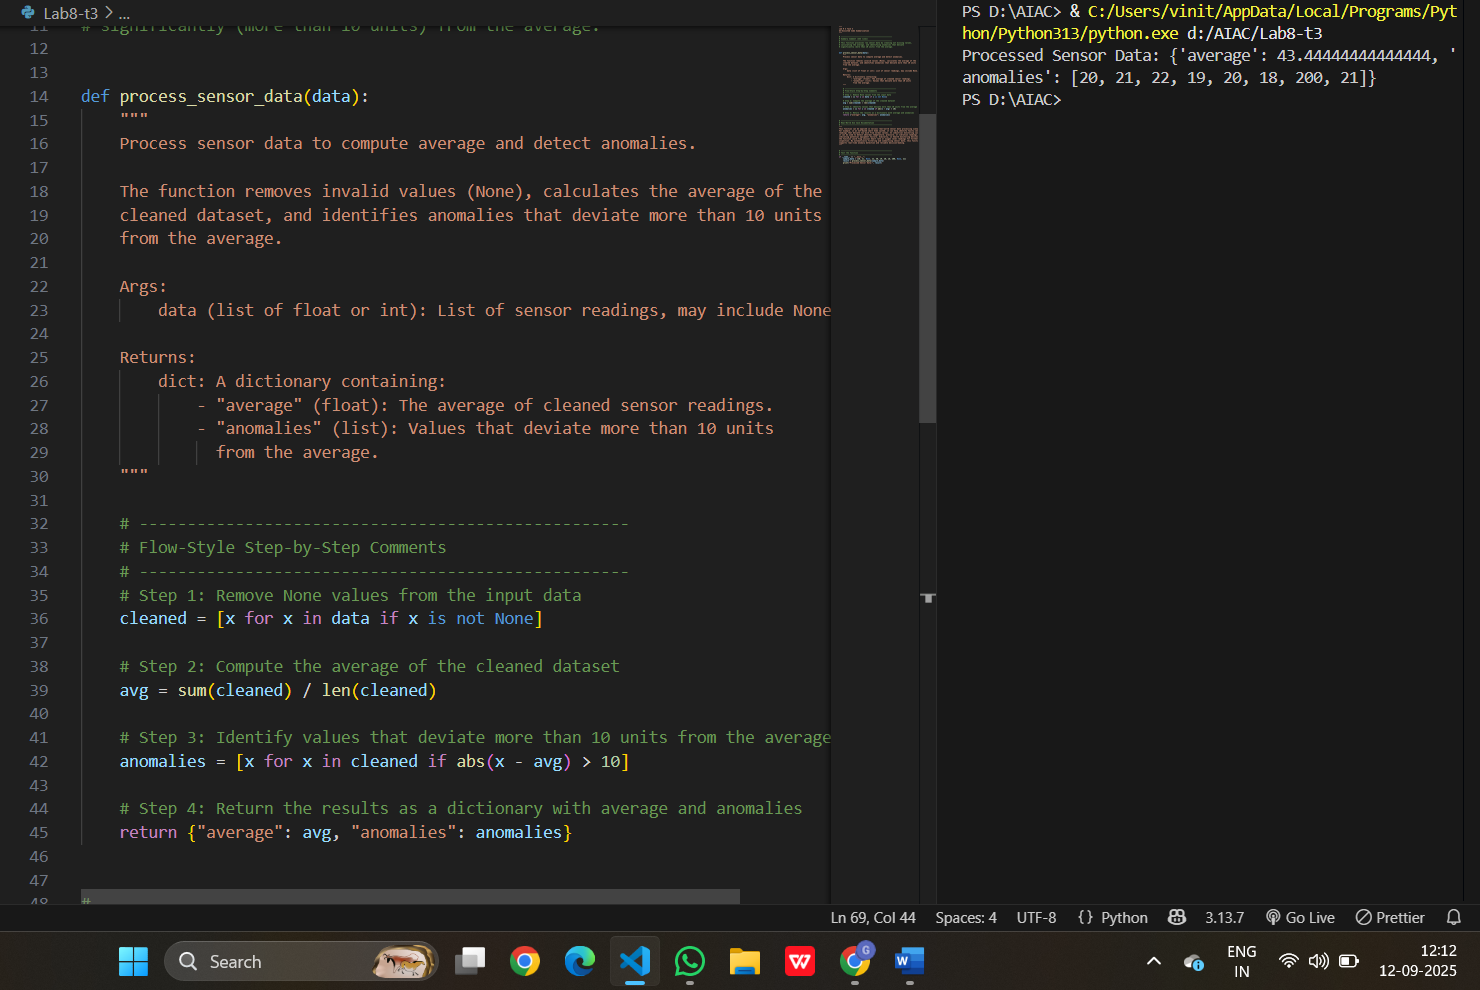 Lab8-t3 > ...
11 # significantly (more than 10 units) from the average.
12
13
14 def process_sensor_data(data):
15 """
16 Process sensor data to compute average and detect anomalies.
17
18 The function removes invalid values (None), calculates the average of the
19 cleaned dataset, and identifies anomalies that deviate more than 10 units
20 from the average.
21
22 Args:
23 data (list of float or int): List of sensor readings, may include None
24
25 Returns:
26 dict: A dictionary containing:
27 - "average" (float): The average of cleaned sensor readings.
28 - "anomalies" (list): Values that deviate more than 10 units
29 from the average.
30 """
31
32 # ---------------------------------------------------
33 # Flow-Style Step-by-Step Comments
34 # ---------------------------------------------------
35 # Step 1: Remove None values from the input data
36 cleaned = [x for x in data if x is not None]
37
38 # Step 2: Compute the average of the cleaned dataset
39 avg = sum(cleaned) / len(cleaned)
40
41 # Step 3: Identify values that deviate more than 10 units from the average
42 anomalies = [x for x in cleaned if abs(x - avg) > 10]
43
44 # Step 4: Return the results as a dictionary with average and anomalies
45 return {"average": avg, "anomalies": anomalies}
46
47
48 #
PS D:\AIAC> & C:/Users/vinit/AppData/Local/Programs/Pyt
hon/Python313/python.exe d:/AIAC/Lab8-t3
Processed Sensor Data: {'average': 43.44444444444444, '
anomalies': [20, 21, 22, 19, 20, 18, 200, 21]}
PS D:\AIAC>
Ln 69, Col 44 Spaces: 4 UTF-8 {} Python 3.13.7 Go Live Prettier
Search
G
W
ENG
IN
12:12
12-09-2025